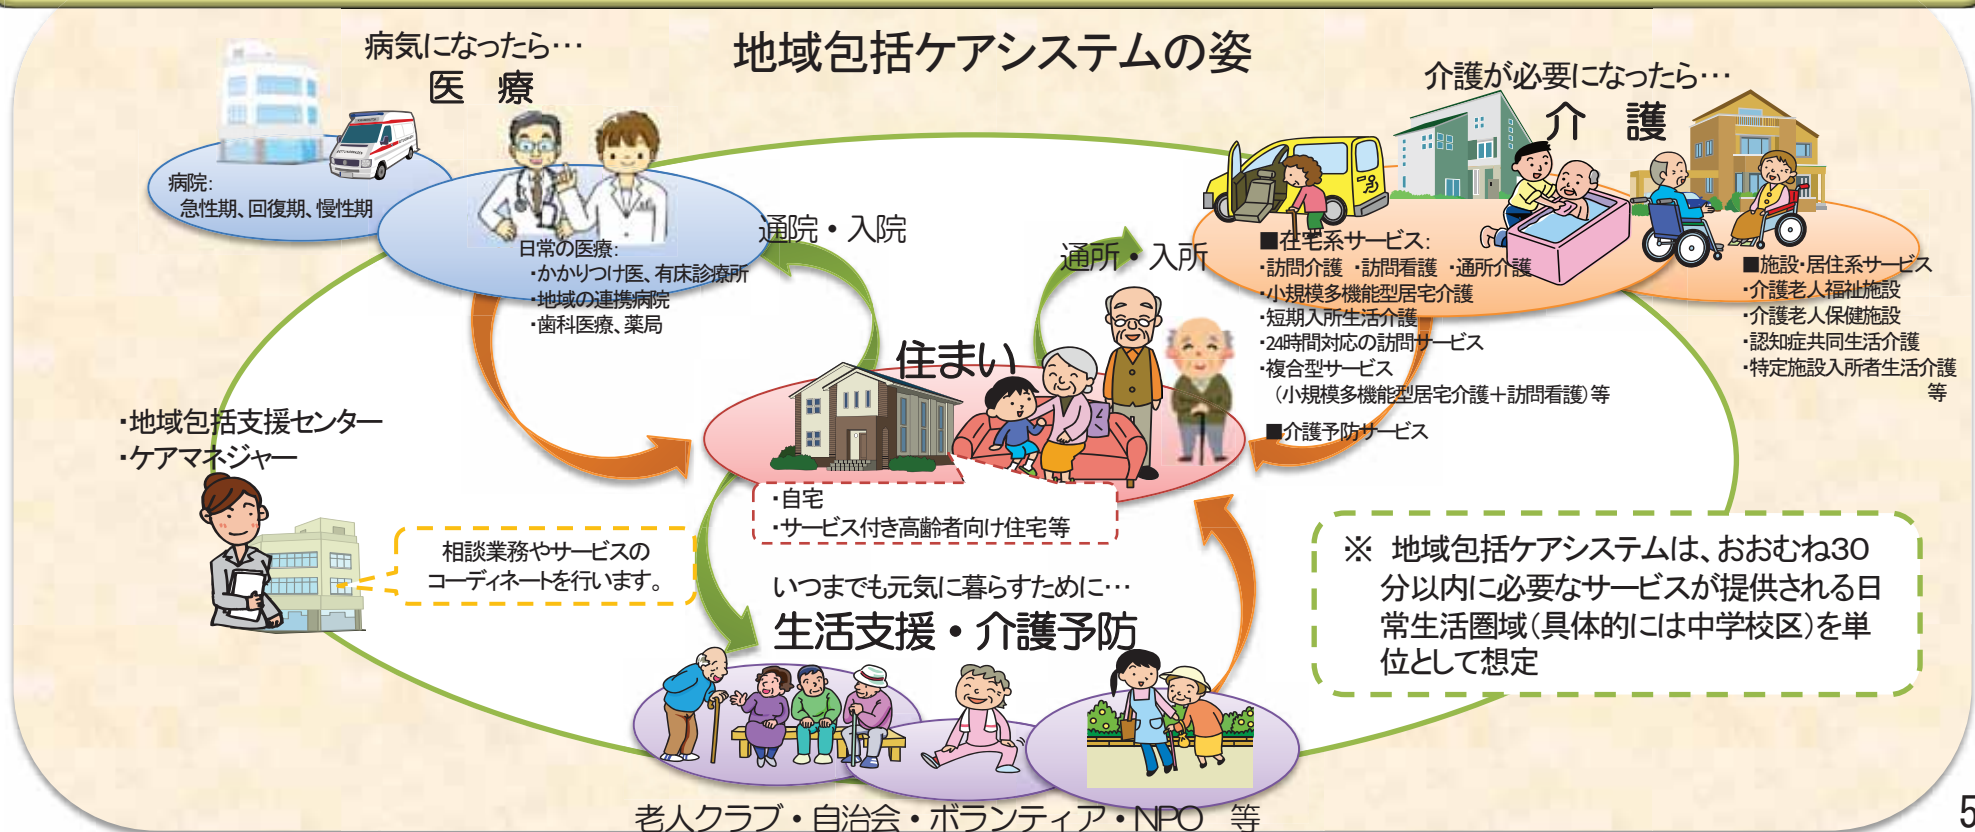 地域包括ケアシステムの姿
病気になったら…
医 療
病院:
急性期、回復期、慢性期
日常の医療:
・かかりつけ医、有床診療所
・地域の連携病院
・歯科医療、薬局
通院・入院
通所・入所
介護が必要になったら…
介 護
■在宅系サービス:
・訪問介護 ・訪問看護 ・通所介護
・小規模多機能型居宅介護
・短期入所生活介護
・24時間対応の訪問サービス
・複合型サービス
(小規模多機能型居宅介護+訪問看護)等
■介護予防サービス
■施設・居住系サービス
・介護老人福祉施設
・介護老人保健施設
・認知症共同生活介護
・特定施設入所者生活介護
等
住まい
・自宅
・サービス付き高齢者向け住宅等
・地域包括支援センター
・ケアマネジャー
相談業務やサービスの
コーディネートを行います。
いつまでも元気に暮らすために…
生活支援・介護予防
老人クラブ・自治会・ボランティア・NPO 等
※ 地域包括ケアシステムは、おおむね30
分以内に必要なサービスが提供される日
常生活圏域(具体的には中学校区)を単
位として想定
5